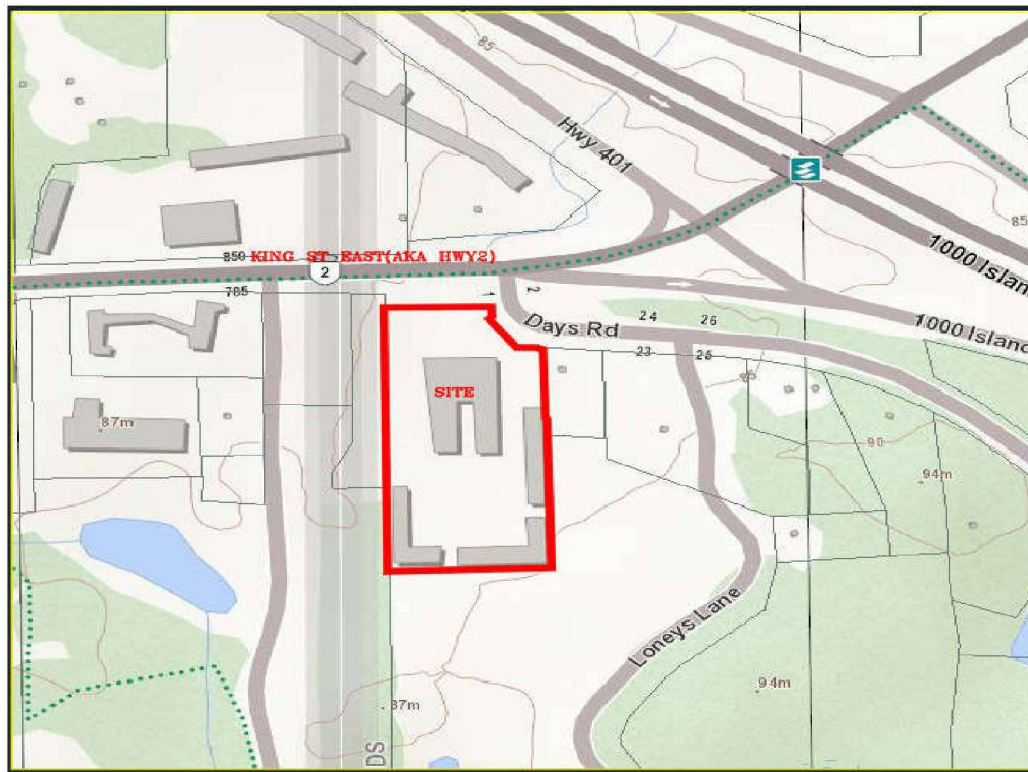 85
Hwy 401
85
850 KING ST EAST(AKA HWY2)
2
785
1000 Islan
1 2
Days Rd
24 26
1000 Island
23 25
SITE
85
87m
90
94m
Loneys Lane
94m
87m
DS